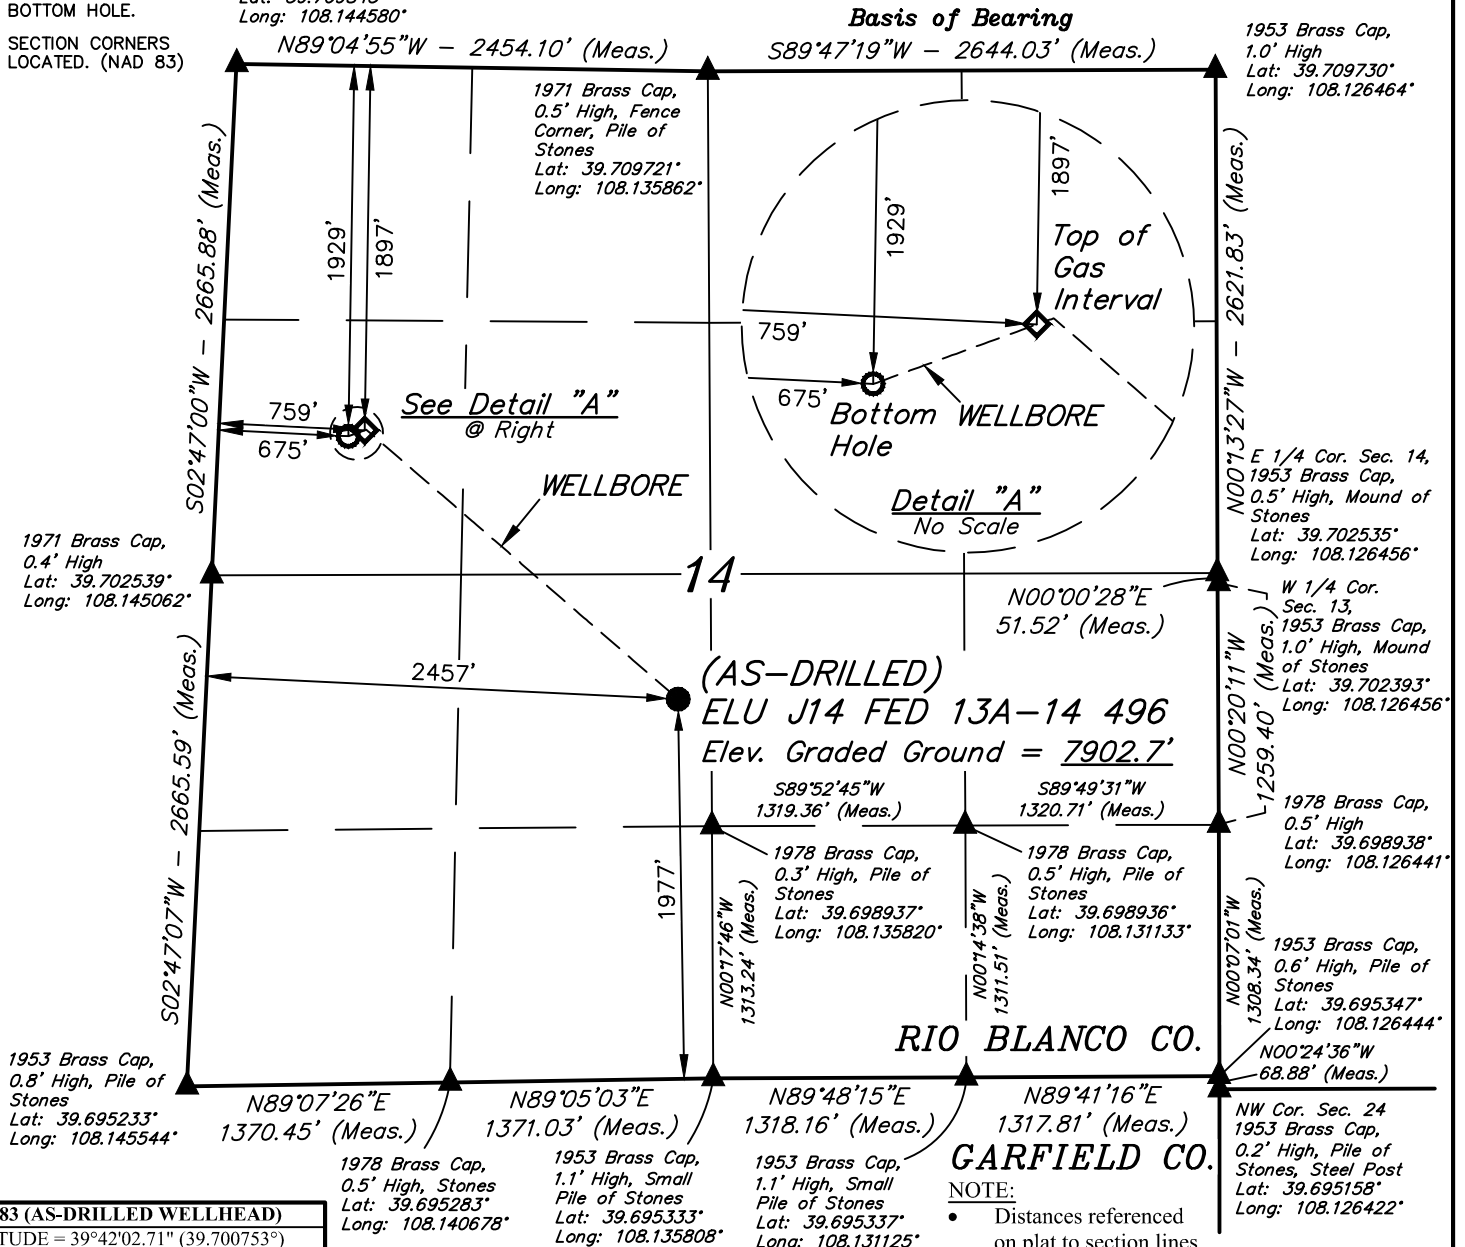 BOTTOM HOLE.
SECTION CORNERS
LOCATED. (NAD 83)
Long: 108.144580°
N89°04'55"W - 2454.10' (Meas.)
Basis of Bearing
S89°47'19"W - 2644.03' (Meas.)
1953 Brass Cap,
1.0' High
Lat: 39.709730°
Long: 108.126464°
1971 Brass Cap,
0.5' High, Fence
Corner, Pile of
Stones
Lat: 39.709721°
Long: 108.135862°
S02°47'00"W - 2665.88' (Meas.)
1929'
1897'
759'
675'
See Detail "A"
@ Right
WELLBORE
1929'
1897'
Top of
Gas
Interval
759'
675'
Bottom
Hole
WELLBORE
Detail "A"
No Scale
N00°13'27"W - 2621.83' (Meas.)
E 1/4 Cor. Sec. 14,
1953 Brass Cap,
0.5' High, Mound of
Stones
Lat: 39.702535°
Long: 108.126456°
1971 Brass Cap,
0.4' High
Lat: 39.702539°
Long: 108.145062°
14
N00°00'28"E
51.52' (Meas.)
W 1/4 Cor.
Sec. 13,
1953 Brass Cap,
1.0' High, Mound
of Stones
Lat: 39.702393°
Long: 108.126456°
N00°20'11"W
1259.40' (Meas.)
S02°47'07"W - 2665.59' (Meas.)
2457'
(AS-DRILLED)
ELU J14 FED 13A-14 496
Elev. Graded Ground = 7902.7'
1977'
S89°52'45"W
1319.36' (Meas.)
S89°49'31"W
1320.71' (Meas.)
1978 Brass Cap,
0.5' High
Lat: 39.698938°
Long: 108.126441°
1978 Brass Cap,
0.3' High, Pile of
Stones
Lat: 39.698937°
Long: 108.135820°
1978 Brass Cap,
0.5' High, Pile of
Stones
Lat: 39.698936°
Long: 108.131133°
N00°17'46"W
1313.24' (Meas.)
N00°14'38"W
1311.51' (Meas.)
N00°07'01"W
1308.34' (Meas.)
1953 Brass Cap,
0.6' High, Pile of
Stones
Lat: 39.695347°
Long: 108.126444°
RIO BLANCO CO.
N00°24'36"W
68.88' (Meas.)
1953 Brass Cap,
0.8' High, Pile of
Stones
Lat: 39.695233°
Long: 108.145544°
N89°07'26"E
1370.45' (Meas.)
N89°05'03"E
1371.03' (Meas.)
N89°48'15"E
1318.16' (Meas.)
N89°41'16"E
1317.81' (Meas.)
NW Cor. Sec. 24
1953 Brass Cap,
0.2' High, Pile of
Stones, Steel Post
Lat: 39.695158°
Long: 108.126422°
GARFIELD CO.
1978 Brass Cap,
0.5' High, Stones
Lat: 39.695283°
Long: 108.140678°
1953 Brass Cap,
1.1' High, Small
Pile of Stones
Lat: 39.695333°
Long: 108.135808°
1953 Brass Cap,
1.1' High, Small
Pile of Stones
Lat: 39.695337°
Long: 108.131125°
NOTE:
• Distances referenced
on plat to section lines
83 (AS-DRILLED WELLHEAD)
TUDE = 39°42'02.71" (39.700753°)